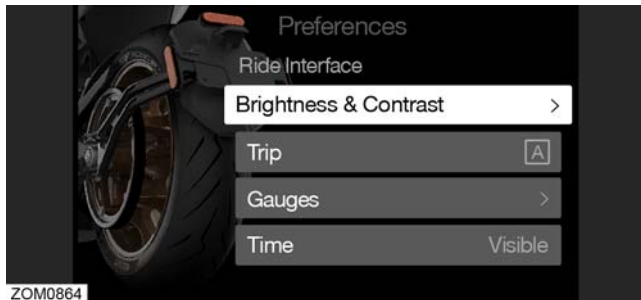 Preferences
Ride Interface
Brightness & Contrast >
Trip A
Gauges >
Time Visible
ZOM0864